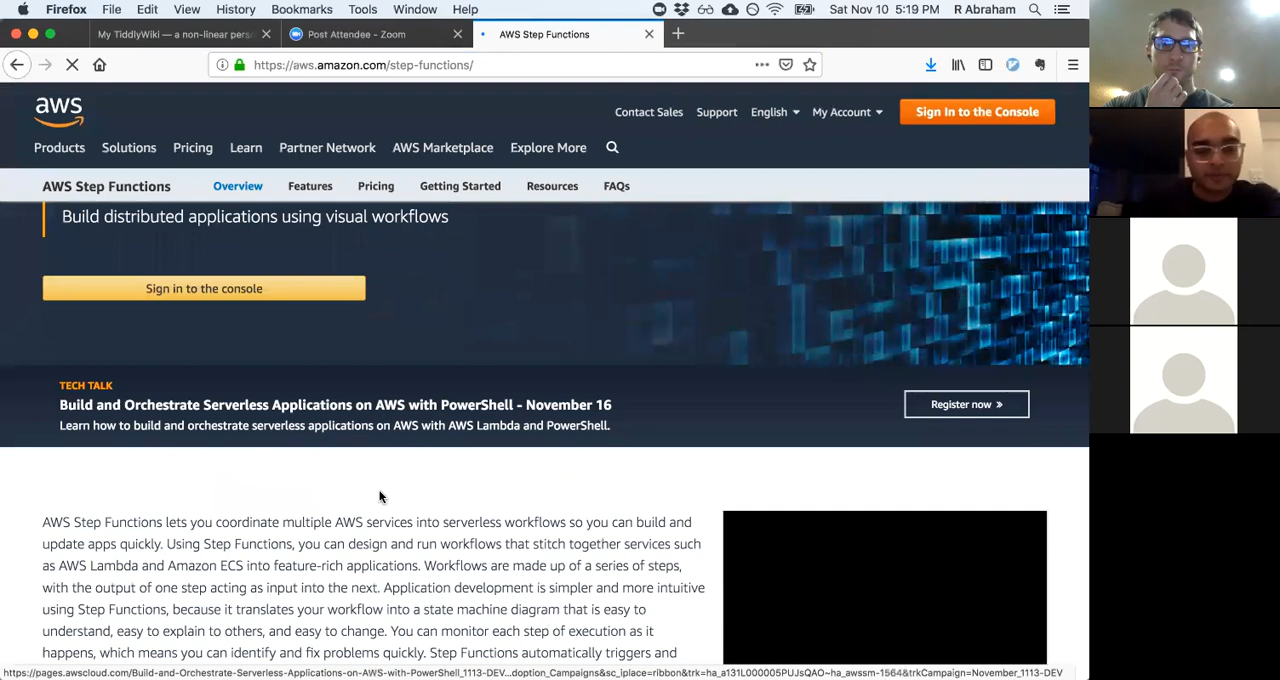 Firefox File Edit View History Bookmarks Tools Window Help Sat Nov 10 5:19 PM R Abraham
My TiddlyWiki — a non-linear pers
Post Attendee - Zoom
AWS Step Functions
https://aws.amazon.com/step-functions/
aws
Contact Sales Support English My Account Sign In to the Console
Products Solutions Pricing Learn Partner Network AWS Marketplace Explore More
AWS Step Functions Overview Features Pricing Getting Started Resources FAQs
Build distributed applications using visual workflows
Sign in to the console
TECH TALK
Build and Orchestrate Serverless Applications on AWS with PowerShell - November 16
Learn how to build and orchestrate serverless applications on AWS with AWS Lambda and PowerShell.
Register now »
AWS Step Functions lets you coordinate multiple AWS services into serverless workflows so you can build and
update apps quickly. Using Step Functions, you can design and run workflows that stitch together services such
as AWS Lambda and Amazon ECS into feature-rich applications. Workflows are made up of a series of steps,
with the output of one step acting as input into the next. Application development is simpler and more intuitive
using Step Functions, because it translates your workflow into a state machine diagram that is easy to
understand, easy to explain to others, and easy to change. You can monitor each step of execution as it
happens, which means you can identify and fix problems quickly. Step Functions automatically triggers and
https://pages.awscloud.com/Build-and-Orchestrate-Serverless-Applications-on-AWS-with-PowerShell_1113-DEV...doption_Campaigns&sc_iplace=ribbon&trk=ha_a131L000005PUJsQAO~ha_awssm-1564&trkCampaign=November_1113-DEV